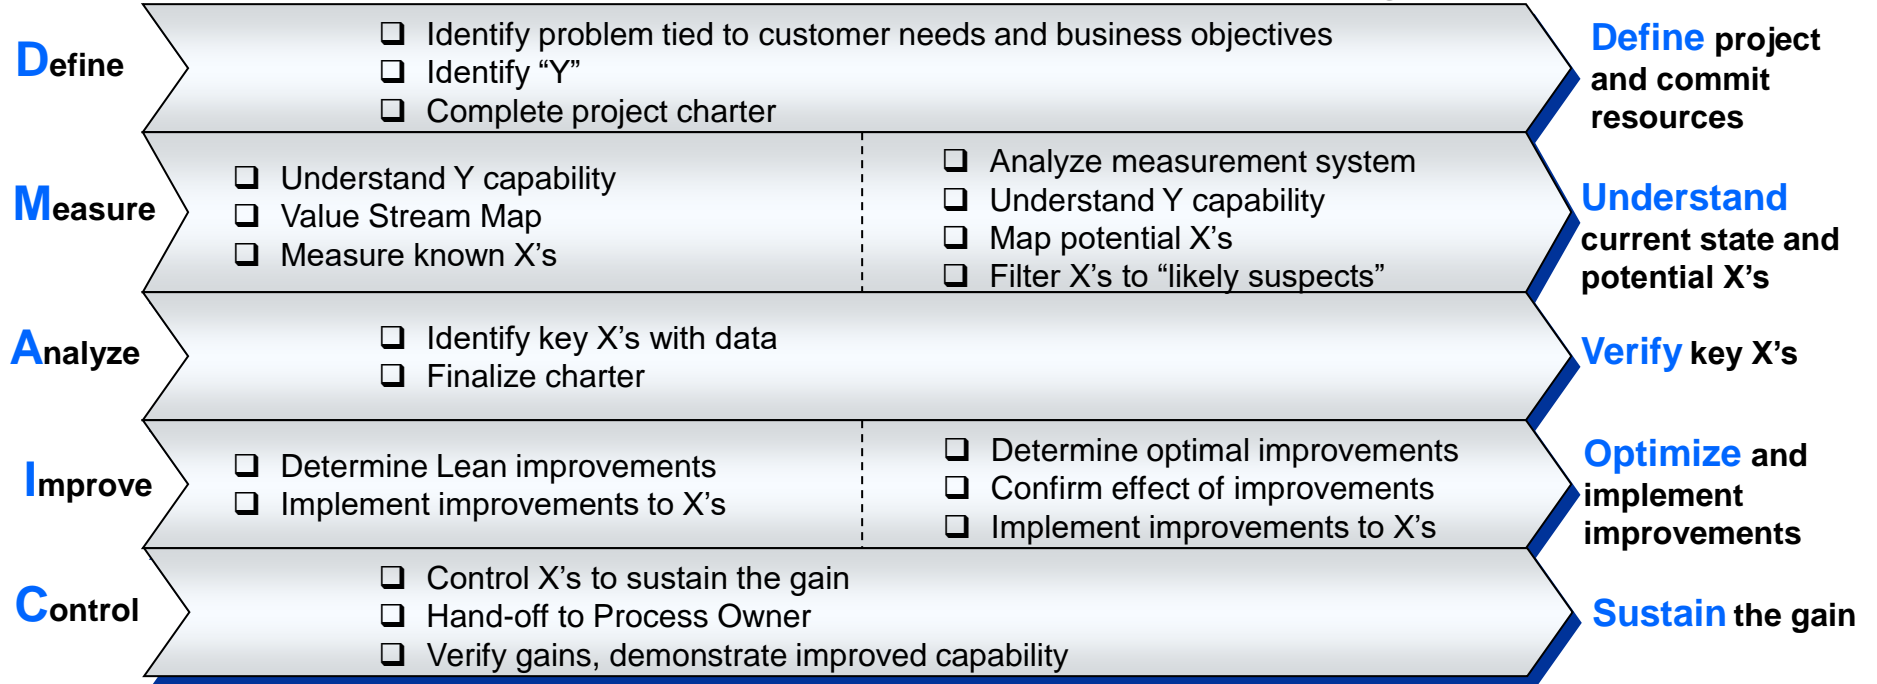 Define
❑ Identify problem tied to customer needs and business objectives
❑ Identify “Y”
❑ Complete project charter
Define project
and commit
resources
Measure
❑ Understand Y capability
❑ Value Stream Map
❑ Measure known X’s
❑ Analyze measurement system
❑ Understand Y capability
❑ Map potential X’s
❑ Filter X’s to “likely suspects”
Understand
current state and
potential X’s
Analyze
❑ Identify key X’s with data
❑ Finalize charter
Verify key X’s
Improve
❑ Determine Lean improvements
❑ Implement improvements to X’s
❑ Determine optimal improvements
❑ Confirm effect of improvements
❑ Implement improvements to X’s
Optimize and
implement
improvements
Control
❑ Control X’s to sustain the gain
❑ Hand-off to Process Owner
❑ Verify gains, demonstrate improved capability
Sustain the gain